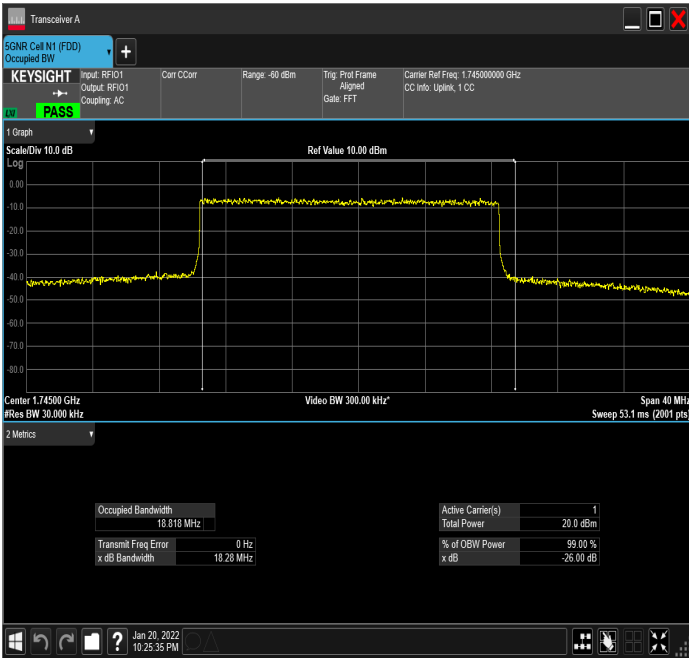 Transceiver A
5GNR Cell N1 (FDD)
Occupied BW
+
KEYSIGHT
Input: RFIO1
Output: RFIO1
Coupling: AC
Corr CCorr
Range: -60 dBm
Trig: Prot Frame
Aligned
Gate: FFT
Carrier Ref Freq: 1.745000000 GHz
CC Info: Uplink, 1 CC
PASS
1 Graph
Scale/Div 10.0 dB
Ref Value 10.00 dBm
Log
0.00
-10.0
-20.0
-30.0
-40.0
-50.0
-60.0
-70.0
-80.0
Center 1.74500 GHz
Video BW 300.00 kHz*
Span 40 MHz
#Res BW 30.000 kHz
Sweep 53.1 ms (2001 pts)
2 Metrics
Occupied Bandwidth
18.818 MHz
Transmit Freq Error 0 Hz
x dB Bandwidth 18.28 MHz
Active Carrier(s) 1
Total Power 20.0 dBm
% of OBW Power 99.00 %
x dB -26.00 dB
?
Jan 20, 2022
10:25:35 PM